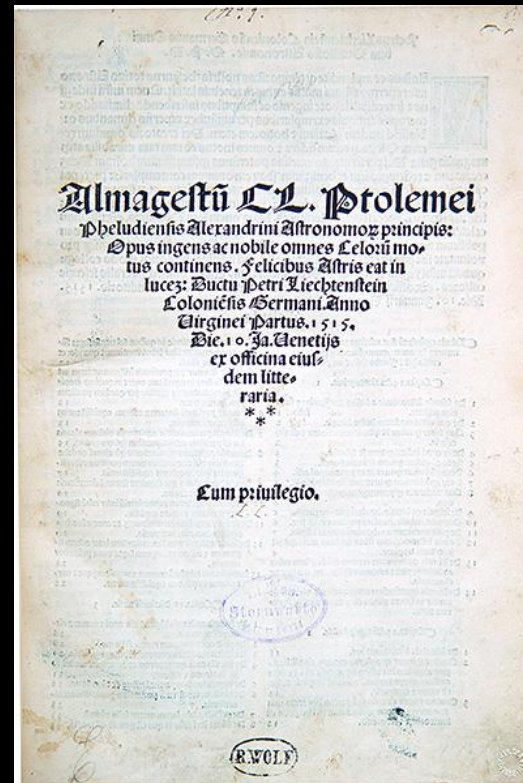 Almagestū CL. Ptolemei
Pheludiensis Alexandrini Astronomoꝝ principis:
Opus ingens ac nobile omnes Celorū mo-
tus continens. Felicibus Astris eat in
lucez: Ductu Petri Liechtenstein
Coloniēsis Germani. Anno
Virginei Partus. 1515.
Die. 10. Ja. Venetijs
ex officina eius-
dem litte-
raria.
* * *
Cum priuilegio.
R. WOLF